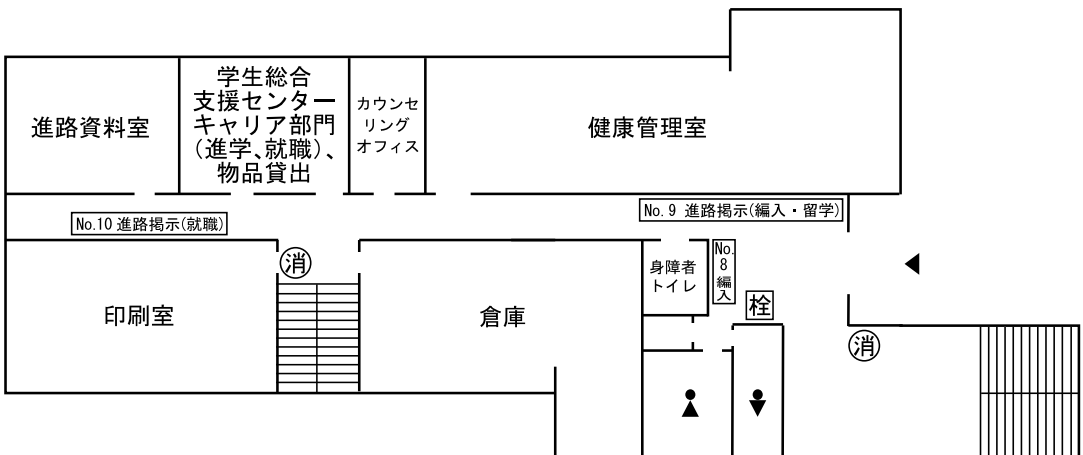 進路資料室
学生総合
支援センター
キャリア部門
(進学、就職)、
物品貸出
カウンセ
リング
オフィス
健康管理室
No.10 進路掲示(就職)
No.9 進路掲示(編入・留学)
消
身障者
トイレ
No.
8
編
入
印刷室
倉庫
栓
消